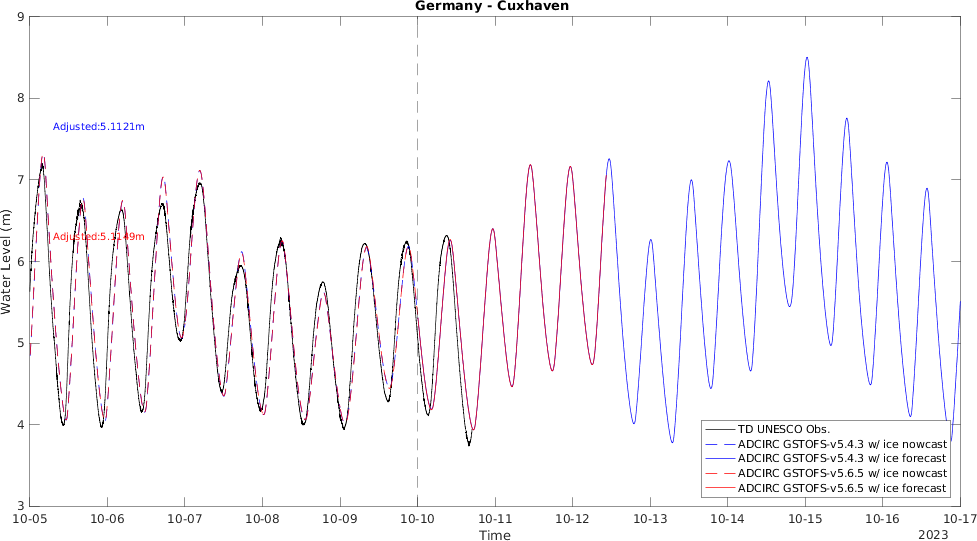 Germany - Cuxhaven
9
8
7
6
5
4
3
Water Level (m)
Adjusted:5.1121m
Adjusted:5.1149m
TD UNESCO Obs.
ADCIRC GSTOFS-v5.4.3 w/ ice nowcast
ADCIRC GSTOFS-v5.4.3 w/ ice forecast
ADCIRC GSTOFS-v5.6.5 w/ ice nowcast
ADCIRC GSTOFS-v5.6.5 w/ ice forecast
10-05 10-06 10-07 10-08 10-09 10-10 10-11 10-12 10-13 10-14 10-15 10-16 10-17
Time
2023